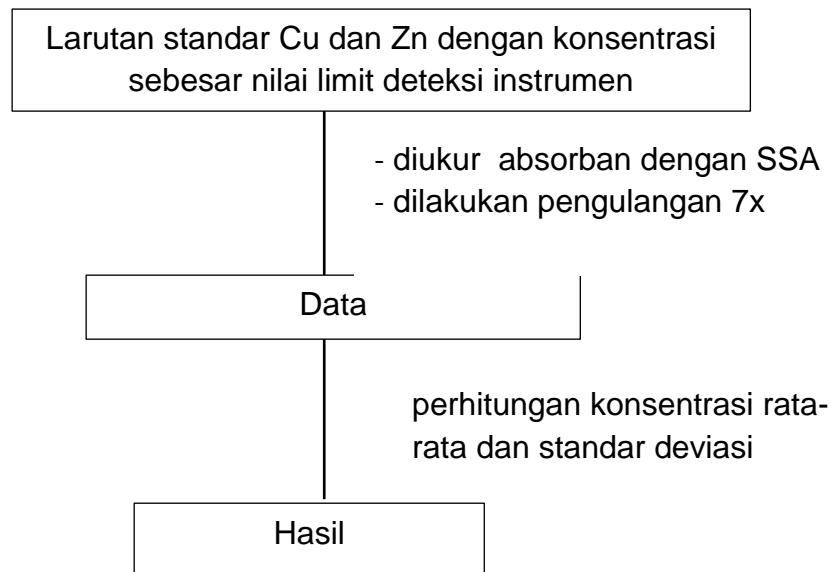 Larutan standar Cu dan Zn dengan konsentrasi
sebesar nilai limit deteksi instrumen
- diukur  absorban dengan SSA
- dilakukan pengulangan 7x
Data
perhitungan konsentrasi rata-
rata dan standar deviasi
Hasil